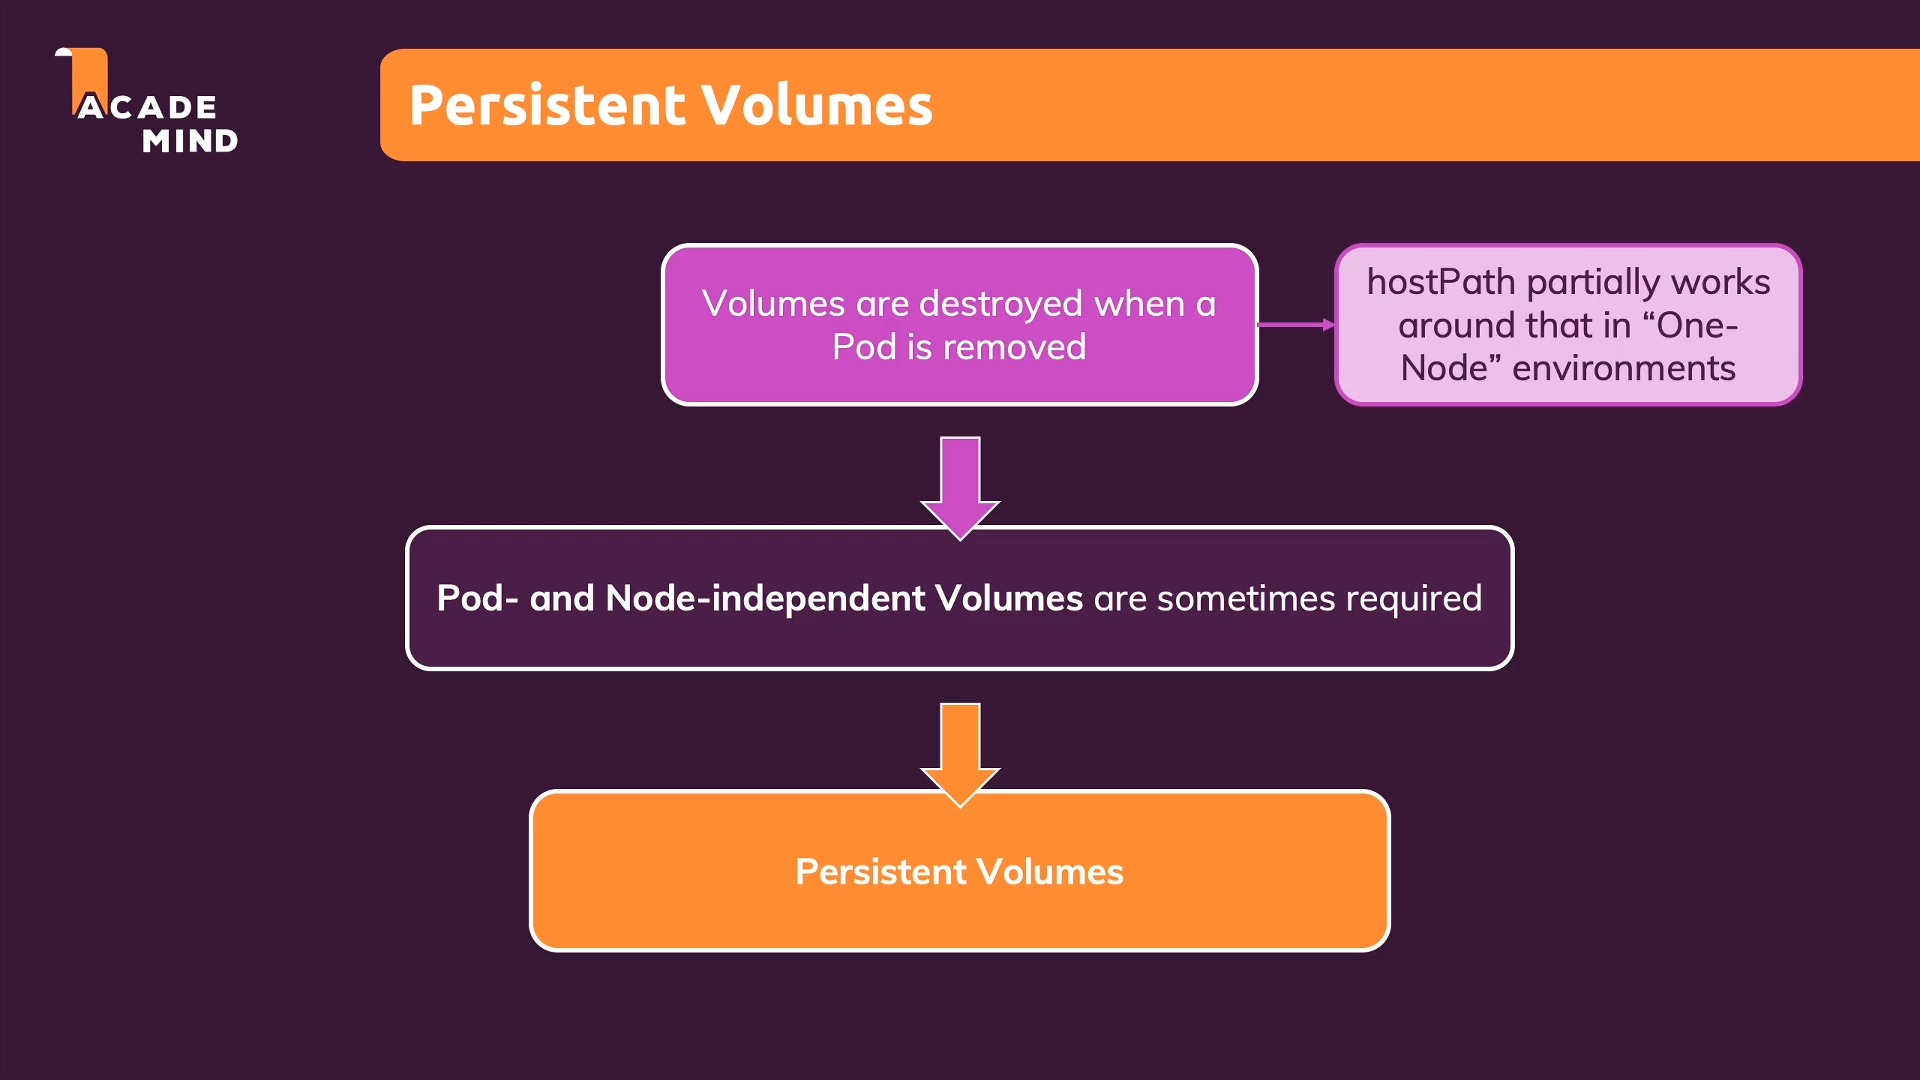 ACADE
MIND
Persistent Volumes
Volumes are destroyed when a
Pod is removed
hostPath partially works
around that in “One-
Node” environments
Pod- and Node-independent Volumes are sometimes required
Persistent Volumes